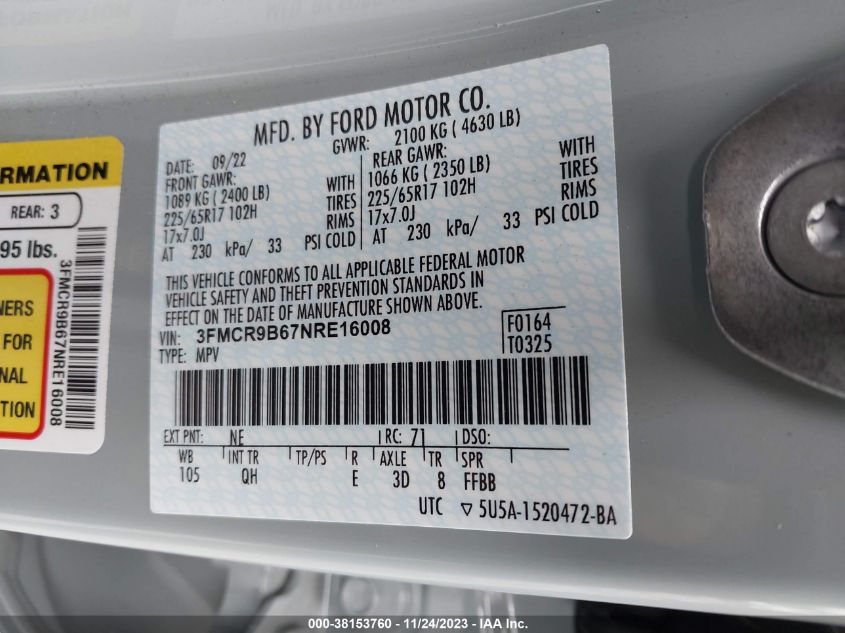 MFD. BY FORD MOTOR CO.
DATE: 09/22 GVWR: 2100 KG ( 4630 LB)
FRONT GAWR: REAR GAWR:
1089 KG ( 2400 LB) WITH 1066 KG ( 2350 LB) WITH
225/65R17 102H TIRES 225/65R17 102H TIRES
17x7.0J RIMS 17x7.0J RIMS
AT 230 kPa/ 33 PSI COLD AT 230 kPa/ 33 PSI COLD
THIS VEHICLE CONFORMS TO ALL APPLICABLE FEDERAL MOTOR
VEHICLE SAFETY AND THEFT PREVENTION STANDARDS IN
EFFECT ON THE DATE OF MANUFACTURE SHOWN ABOVE.
VIN: 3FMCR9B67NRE16008 F0164
TYPE: MPV T0325
EXT PNT: NE RC: 71 DSO:
WB INT TR TP/PS R AXLE TR SPR
105 QH E 3D 8 FFBB
UTC ▽ 5U5A-1520472-BA
RMATION
REAR: 3
95 lbs.
3FMCR9B67NRE16008
NERS
FOR
NAL
TION
000-38153760 - 11/24/2023 - IAA Inc.